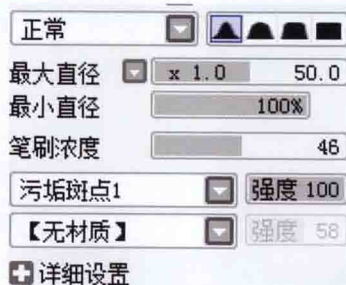 正常
最大直径 x 1.0 50.0
最小直径 100%
笔刷浓度 46
污垢斑点1 强度 100
【无材质】 强度 58
详细设置